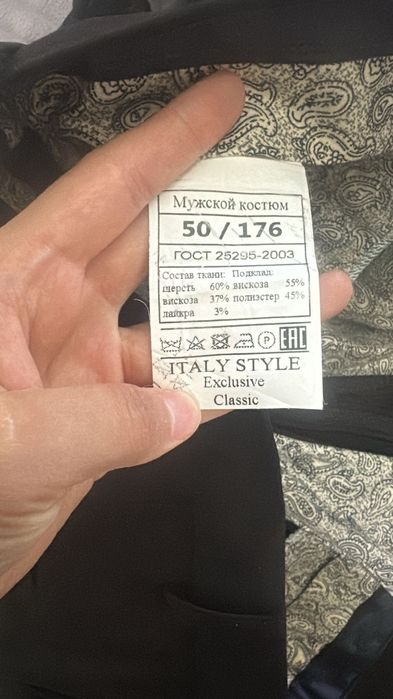 Мужской костюм
50 / 176
ГОСТ 25295-2003
Состав ткани: Подклад:
шерсть 60% вискоза 55%
вискоза 37% полиэстер 45%
лайкра 3%
P EAC
ITALY STYLE
Exclusive
Classic